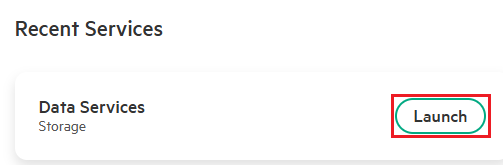 Recent Services
Data Services
Storage
Launch